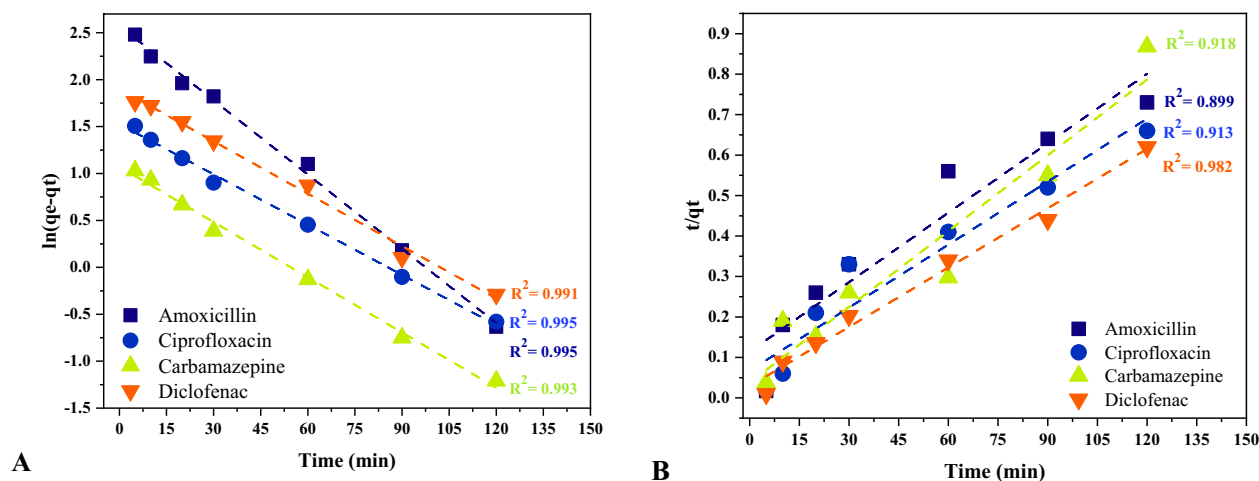 2.5
2.0
1.5
1.0
0.5
0.0
-0.5
-1.0
-1.5
ln(qe-qt)
R²= 0.991
R²= 0.995
R²= 0.995
R²= 0.993
Amoxicillin
Ciprofloxacin
Carbamazepine
Diclofenac
0 15 30 45 60 75 90 105 120 135 150
Time (min)
A
0.9
0.8
0.7
0.6
0.5
0.4
0.3
0.2
0.1
0.0
t/qt
R²= 0.918
R²= 0.899
R²= 0.913
R²= 0.982
Amoxicillin
Ciprofloxacin
Carbamazepine
Diclofenac
0 15 30 45 60 75 90 105 120 135 150
Time (min)
B